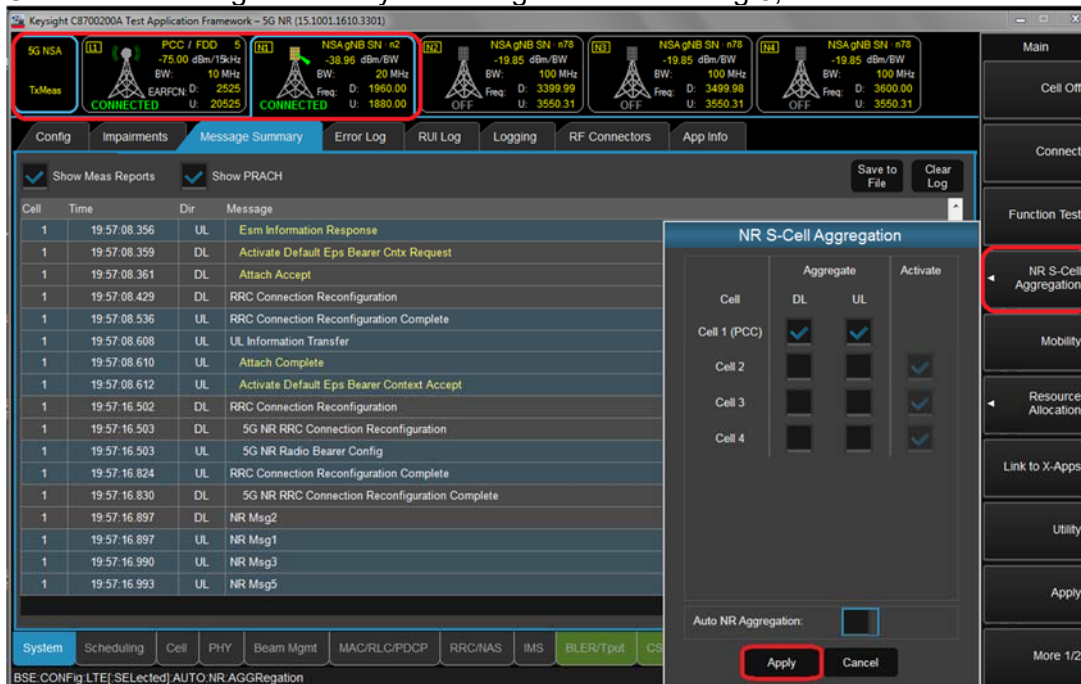 Keysight C8700200A Test Application Framework – 5G NR (15.1001.1610.3301)
5G NSA
TxMeas
L1 PCC / FDD 5
-75.00 dBm/15kHz
BW: 10 MHz
EARFCN: D: 2525
CONNECTED U: 20525
N1 NSA gNB SN - n2
-38.96 dBm/BW
BW: 20 MHz
Freq: D: 1960.00
CONNECTED U: 1880.00
N2 NSA gNB SN - n78
-19.85 dBm/BW
BW: 100 MHz
Freq: D: 3399.99
OFF U: 3550.31
N3 NSA gNB SN - n78
-19.85 dBm/BW
BW: 100 MHz
Freq: D: 3499.98
OFF U: 3550.31
N4 NSA gNB SN - n78
-19.85 dBm/BW
BW: 100 MHz
Freq: D: 3600.00
OFF U: 3550.31
Config Impairments Message Summary Error Log RUI Log Logging RF Connectors App Info
Show Meas Reports Show PRACH
Save to File
Clear Log
Cell Time Dir Message
1 19:57:08.356 UL Esm Information Response
1 19:57:08.359 DL Activate Default Eps Bearer Cntx Request
1 19:57:08.361 DL Attach Accept
1 19:57:08.429 DL RRC Connection Reconfiguration
1 19:57:08.536 UL RRC Connection Reconfiguration Complete
1 19:57:08.608 UL UL Information Transfer
1 19:57:08.610 UL Attach Complete
1 19:57:08.612 UL Activate Default Eps Bearer Context Accept
1 19:57:16.502 DL RRC Connection Reconfiguration
1 19:57:16.503 DL 5G NR RRC Connection Reconfiguration
1 19:57:16.503 UL 5G NR Radio Bearer Config
1 19:57:16.824 UL RRC Connection Reconfiguration Complete
1 19:57:16.830 DL 5G NR RRC Connection Reconfiguration Complete
1 19:57:16.897 DL NR Msg2
1 19:57:16.897 UL NR Msg1
1 19:57:16.990 UL NR Msg3
1 19:57:16.993 UL NR Msg5
NR S-Cell Aggregation
Aggregate Activate
Cell DL UL
Cell 1 (PCC)
Cell 2
Cell 3
Cell 4
Auto NR Aggregation:
Apply Cancel
System Scheduling Cell PHY Beam Mgmt MAC/RLC/PDCP RRC/NAS IMS BLER/Tput CS
BSE:CONFig:LTE[:SELected]:AUTO:NR:AGGRegation
Main
Cell Off
Connect
Function Test
NR S-Cell
Aggregation
Mobility
Resource
Allocation
Link to X-Apps
Utility
Apply
More 1/2